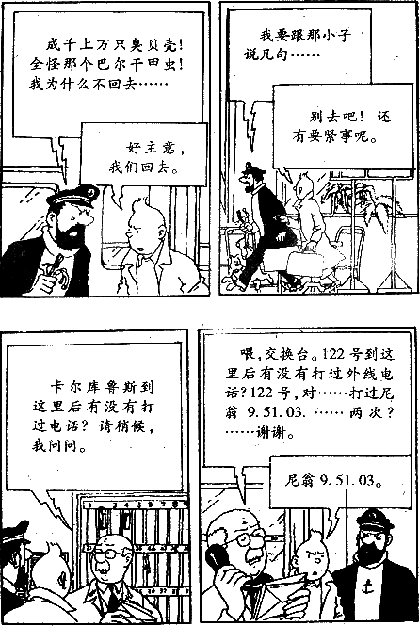 成千上万只臭贝壳！
全怪那个巴尔干田虫！
我为什么不回去……
好主意，
我们回去。
我要跟那小子
说几句……
别去吧！还
有要紧事呢。
卡尔库鲁斯到
这里后有没有打
过电话？请稍候，
我问问。
喂，交换台。122号到这
里后有没有打过外线电
话？122号，对……打过尼
翁 9.51.03. ……两次？
……谢谢。
尼翁 9.51.03。